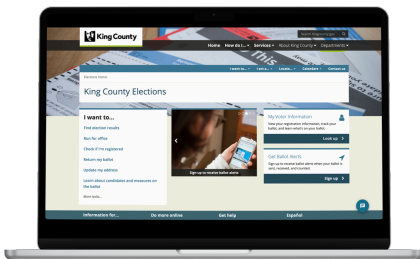 King County
Search Kingcounty.gov
Home How do I... Services About King County Departments
I want to... I am a... Locate... Calendars Contact us
Elections Home
King County Elections
I want to...
Find election results
Run for office
Check if I'm registered
Return my ballot
Update my address
Learn about candidates and measures on
the ballot
More tools...
Sign up to receive ballot alerts
My Voter Information
View your registration information, track your
ballot, and learn what's on your ballot.
Look up >
Get Ballot Alerts
Sign up to receive ballot alerts when your ballot is
sent, received, and counted.
Sign up >
Information for... Do more online Get help Español